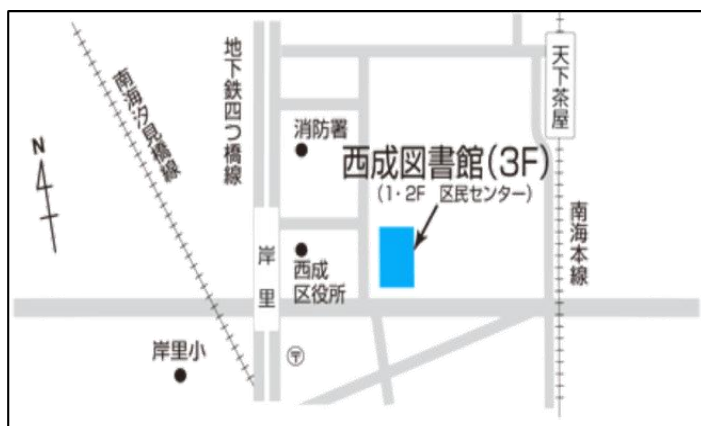 地下鉄四つ橋線
南海汐見橋線
天下茶屋
消防署
西成図書館(3F)
(1・2F 区民センター)
N
南海本線
岸里
西成
区役所
岸里小
〒